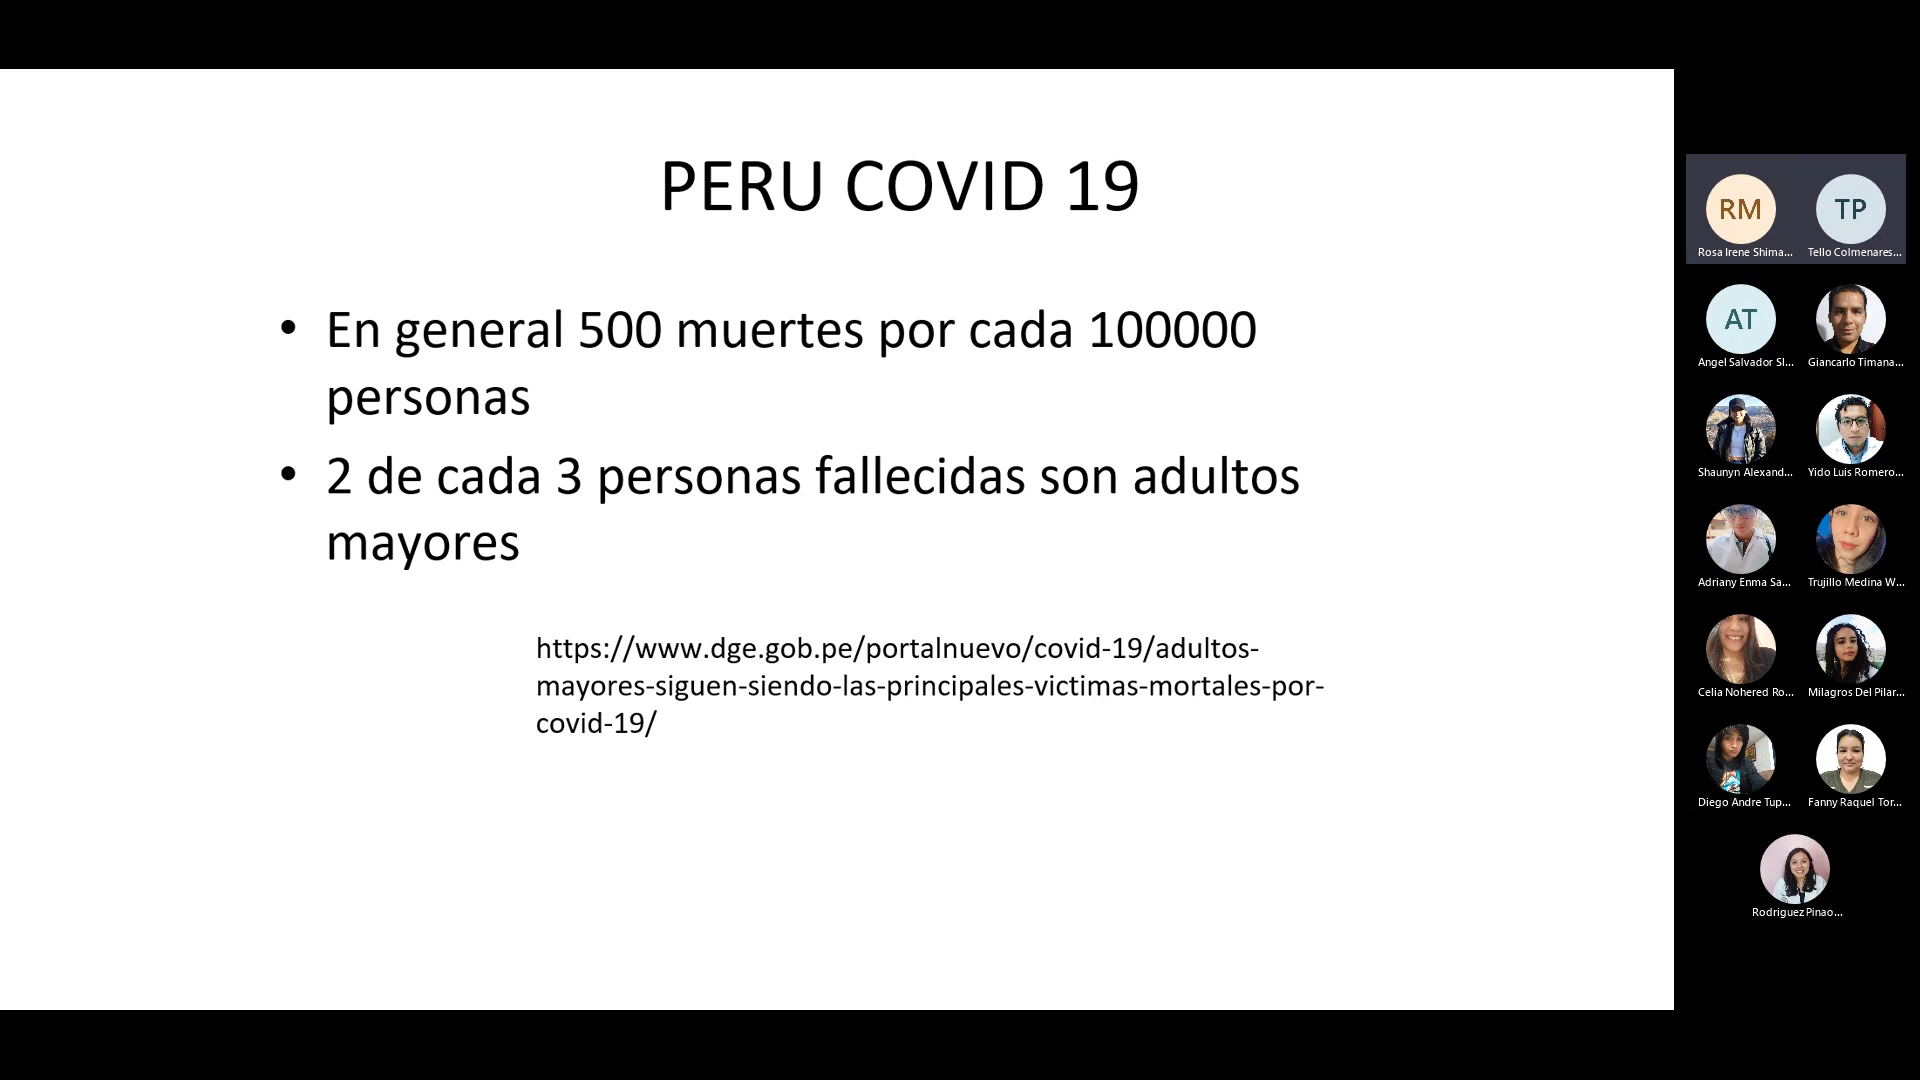 PERU COVID 19
• En general 500 muertes por cada 100000
personas
• 2 de cada 3 personas fallecidas son adultos
mayores
https://www.dge.gob.pe/portalnuevo/covid-19/adultos-
mayores-siguen-siendo-las-principales-victimas-mortales-por-
covid-19/
RM
TP
Rosa Irene Shima...
Tello Colmenares...
AT
Angel Salvador Sl...
Giancarlo Timana...
Shaunyn Alexand...
Yido Luis Romero...
Adriany Enma Sa...
Trujillo Medina W...
Celia Nohered Ro...
Milagros Del Pilar...
Diego Andre Tup...
Fanny Raquel Tor...
Rodriguez Pinao...